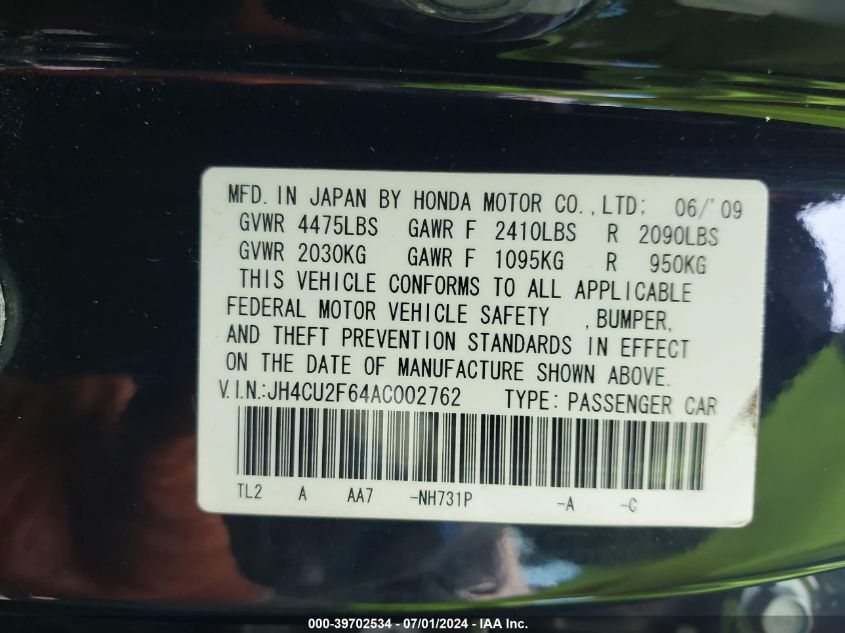 MFD. IN JAPAN BY HONDA MOTOR CO.,LTD: 06/'09
GVWR 4475LBS GAWR F 2410LBS R 2090LBS
GVWR 2030KG GAWR F 1095KG R 950KG
THIS VEHICLE CONFORMS TO ALL APPLICABLE
FEDERAL MOTOR VEHICLE SAFETY ,BUMPER,
AND THEFT PREVENTION STANDARDS IN EFFECT
ON THE DATE OF MANUFACTURE SHOWN ABOVE.
V.I.N.:JH4CU2F64AC002762 TYPE: PASSENGER CAR
TL2 A AA7 -NH731P -A -C
000-39702534 - 07/01/2024 - IAA Inc.